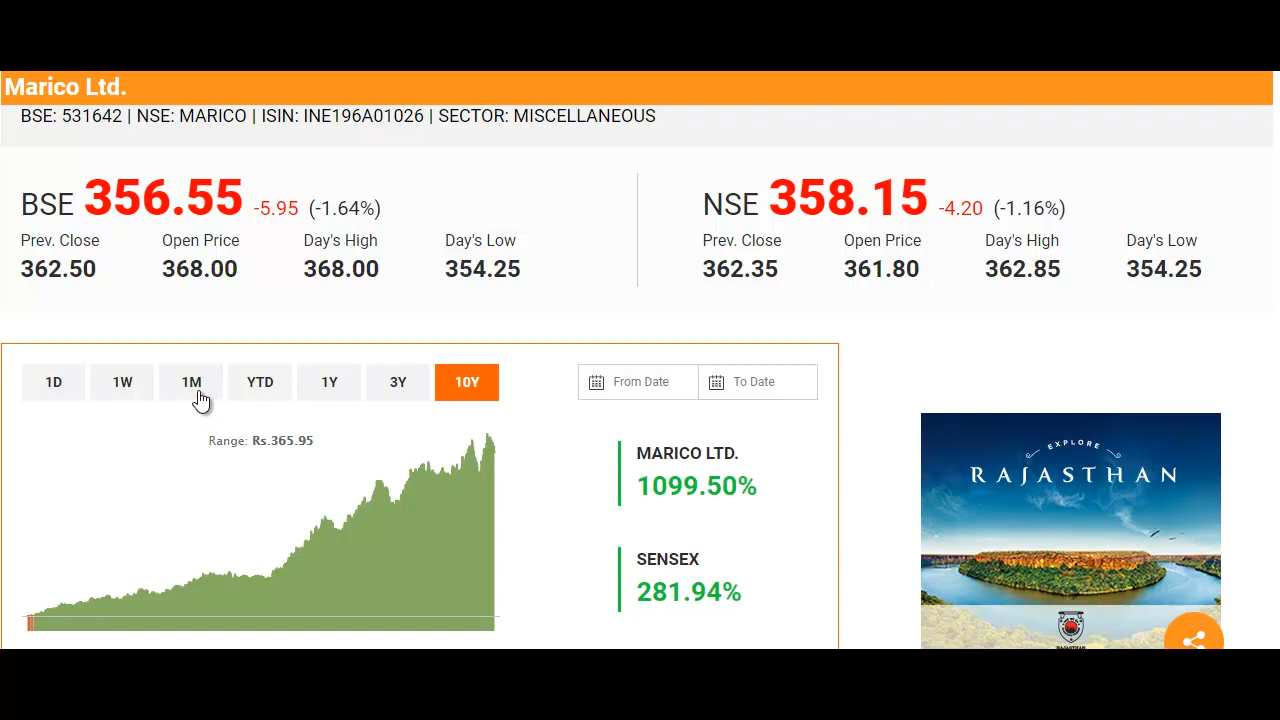 Marico Ltd.
BSE: 531642 | NSE: MARICO | ISIN: INE196A01026 | SECTOR: MISCELLANEOUS
BSE 356.55 -5.95 (-1.64%)
Prev. Close Open Price Day's High Day's Low
362.50 368.00 368.00 354.25
NSE 358.15 -4.20 (-1.16%)
Prev. Close Open Price Day's High Day's Low
362.35 361.80 362.85 354.25
1D 1W 1M YTD 1Y 3Y 10Y
From Date To Date
Range: Rs.365.95
MARICO LTD.
1099.50%
SENSEX
281.94%
EXPLORE
RAJASTHAN
RAJASTHAN